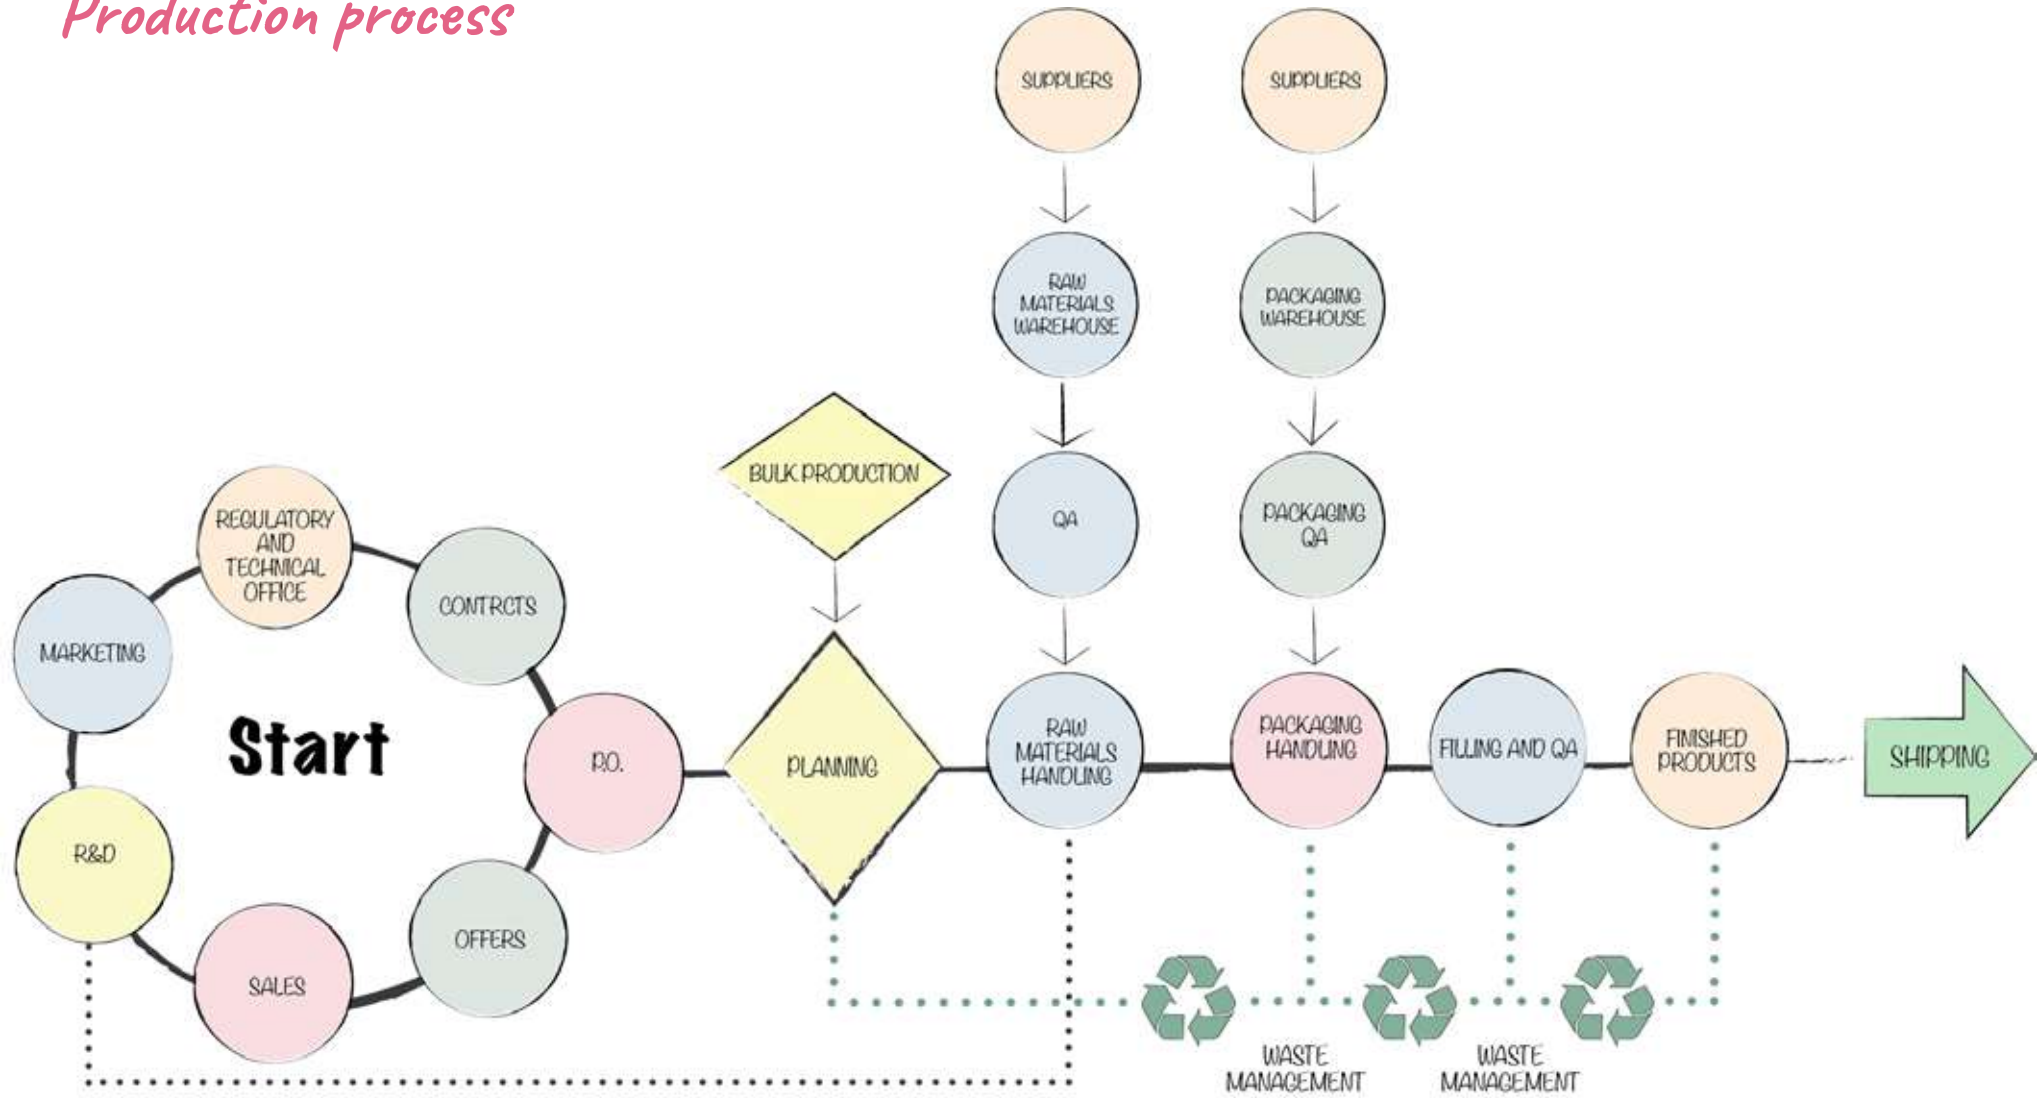 Production process
SUPPLIERS
SUPPLIERS
RAW
MATERIALS
WAREHOUSE
PACKAGING
WAREHOUSE
BULK PRODUCTION
QA
PACKAGING
QA
REGULATORY
AND
TECHNICAL
OFFICE
CONTRCTS
MARKETING
Start
P.O.
PLANNING
RAW
MATERIALS
HANDLING
PACKAGING
HANDLING
FILLING AND QA
FINISHED
PRODUCTS
SHIPPING
R&D
OFFERS
SALES
WASTE
MANAGEMENT
WASTE
MANAGEMENT